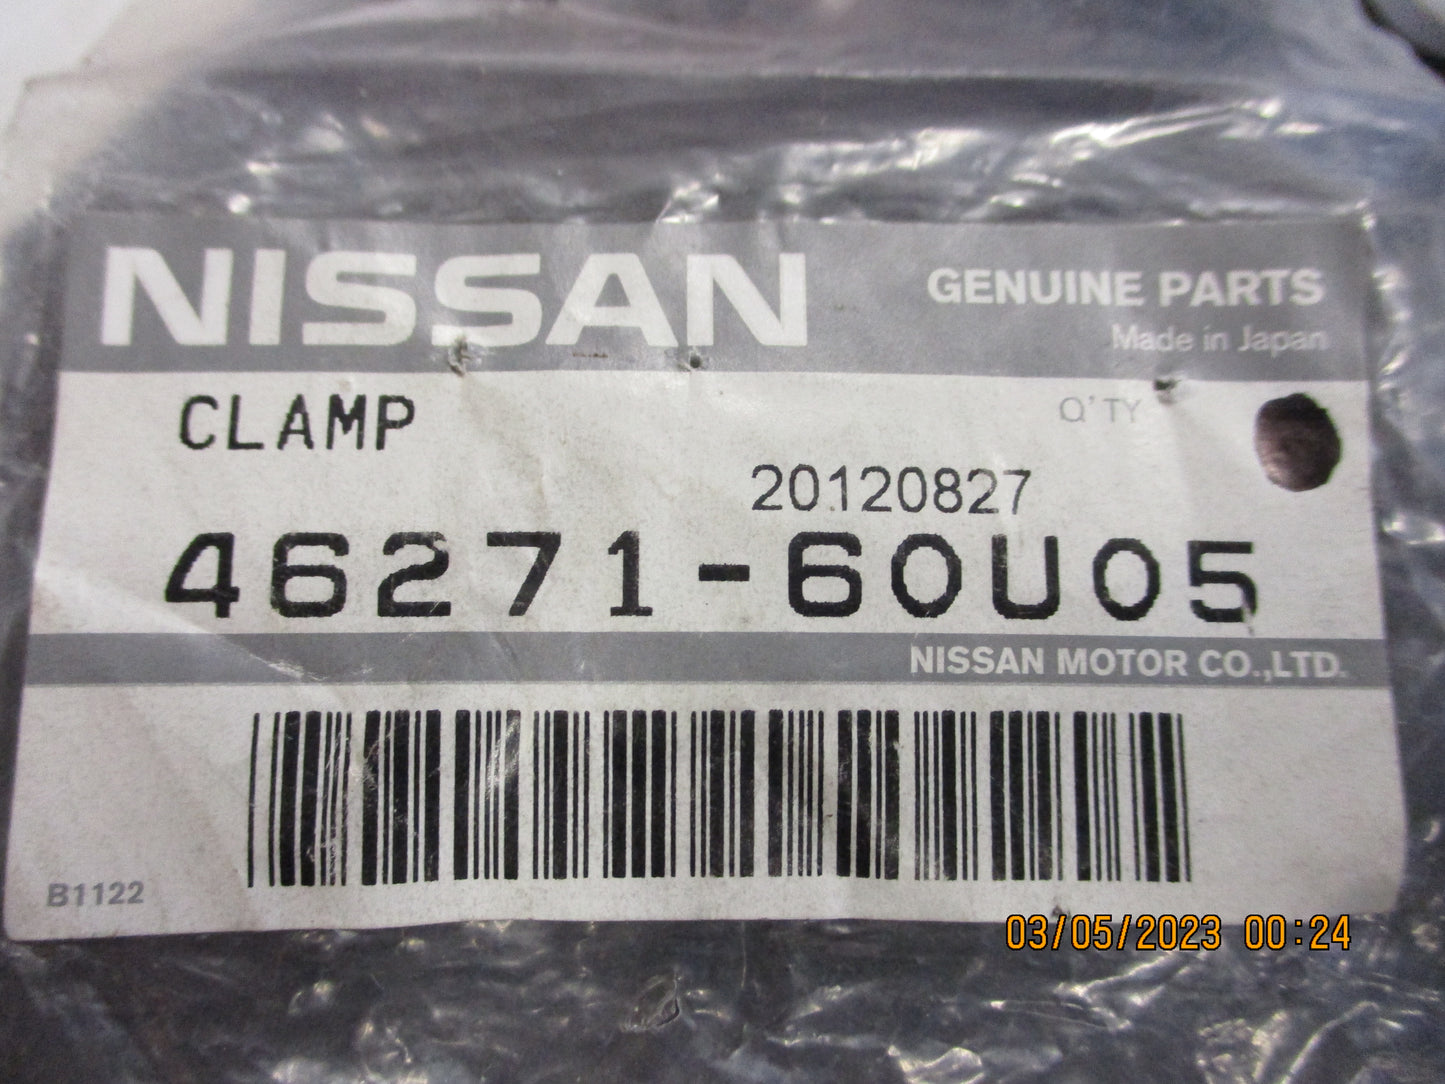 NISSAN
GENUINE PARTS
Made in Japan
CLAMP
Q'TY
20120827
46271-60U05
NISSAN MOTOR CO.,LTD.
B1122
03/05/2023 00:24